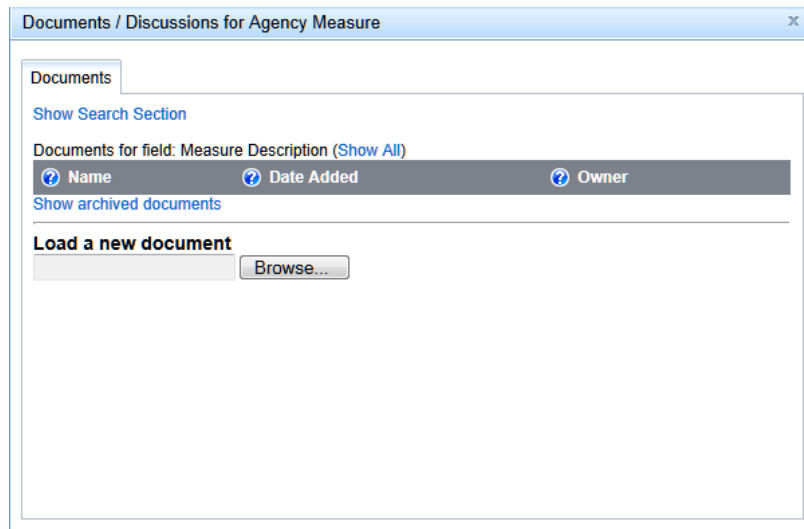 Documents / Discussions for Agency Measure x
Documents
Show Search Section
Documents for field: Measure Description (Show All)
? Name ? Date Added ? Owner
Show archived documents
Load a new document
Browse...